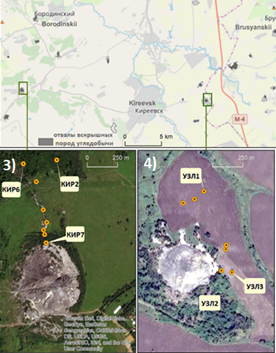 Бородинский
Borodinskii
Brusyanskii
Kireevsk
Киреевск
М-4
отвалы вскрышных
пород угледобычи
0 5 km
3)
250 m
КИР6
КИР2
КИР7
4)
250 m
УЗЛ1
УЗЛ2
УЗЛ3